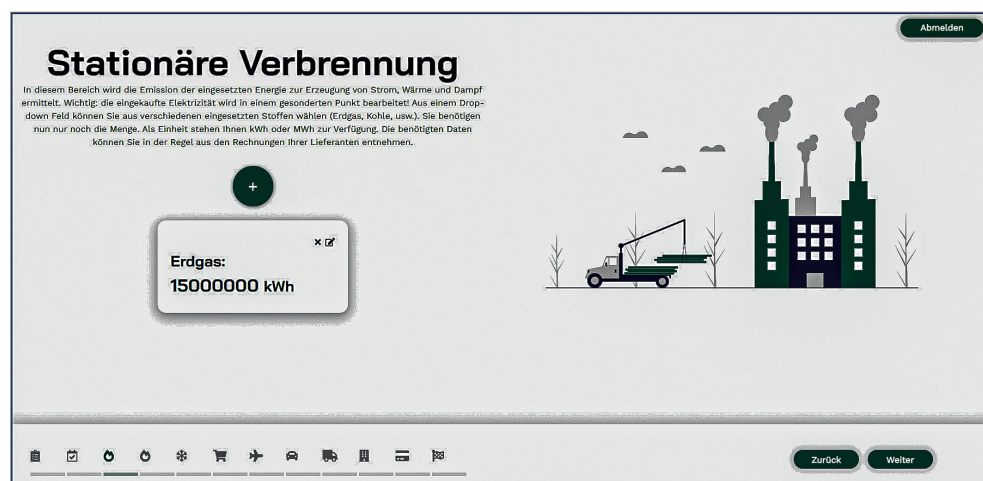 Abmelden
Stationäre Verbrennung
In diesem Bereich wird die Emission der eingesetzten Energie zur Erzeugung von Strom, Wärme und Dampf
ermittelt. Wichtig: die eingekaufte Elektrizität wird in einem gesonderten Punkt bearbeitet! Aus einem Drop-
down Feld können Sie aus verschiedenen eingesetzten Stoffen wählen (Erdgas, Kohle, usw.). Sie benötigen
nun nur noch die Menge. Als Einheit stehen Ihnen kWh oder MWh zur Verfügung. Die benötigten Daten
können Sie in der Regel aus den Rechnungen Ihrer Lieferanten entnehmen.
+
Erdgas:
15000000 kWh
Zurück
Weiter